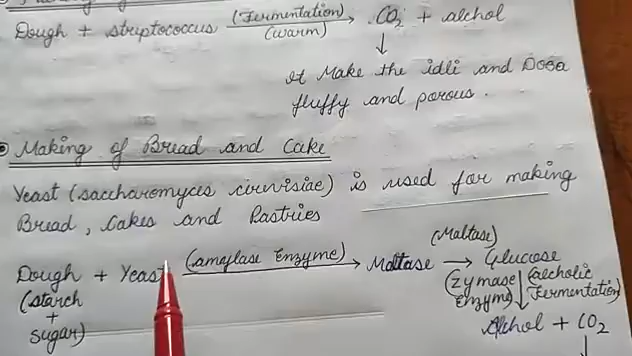 Dough + streptococcus (Fermentation) (warm) CO2 + alchol
It Make the idli and Dosa
fluffy and porous.
Making of Bread and Cake
Yeast (saccharomyces cirevisiae) is used for making
Bread, Cakes and Pastries
(Maltase)
Dough + Yeast (amylase Enzyme) Maltase Glucose
(starch (zymase Enzyme) (alcholic Fermentation)
+
sugar) Alchol + CO2